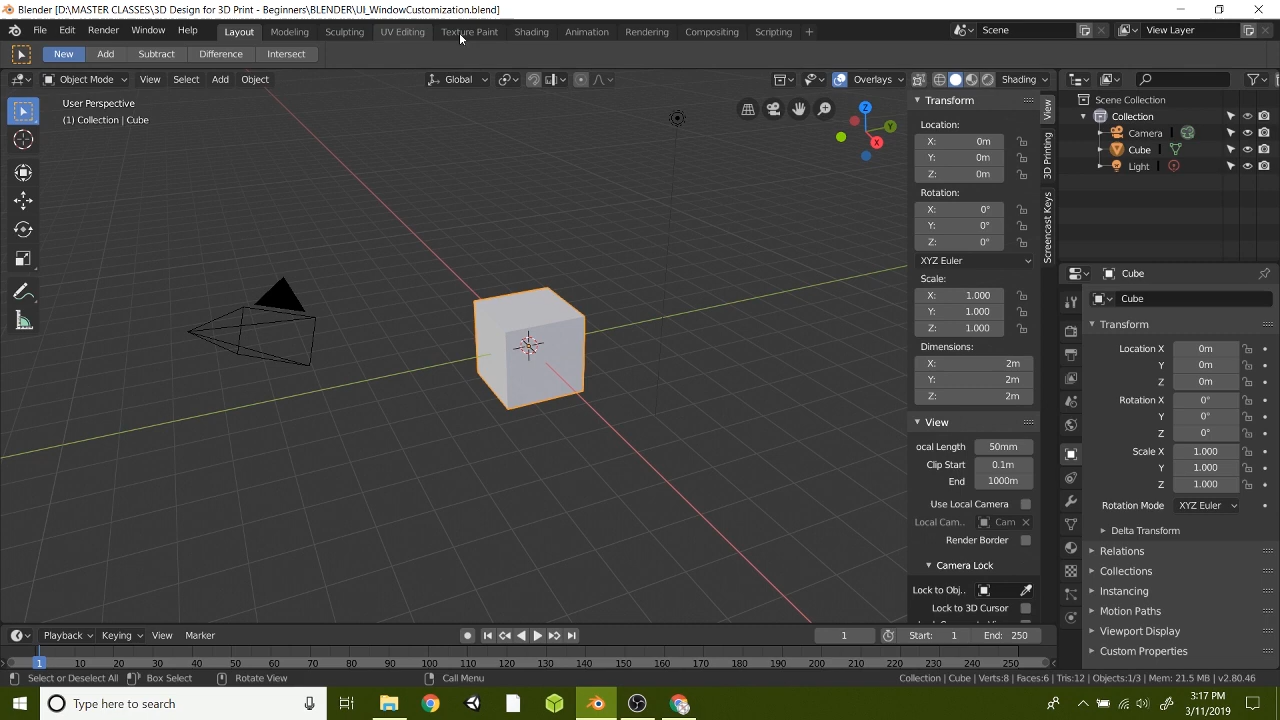 Blender [D:\MASTER CLASSES\3D Design for 3D Print - Beginners\BLENDER\UI_WindowCustomization.blend]
File Edit Render Window Help Layout Modeling Sculpting UV Editing Texture Paint Shading Animation Rendering Compositing Scripting + Scene View Layer
New Add Subtract Difference Intersect
Object Mode View Select Add Object Global Overlays Shading
User Perspective
(1) Collection | Cube
Z
Y
X
Transform
Location:
X: 0m
Y: 0m
Z: 0m
Rotation:
X: 0°
Y: 0°
Z: 0°
XYZ Euler
Scale:
X: 1.000
Y: 1.000
Z: 1.000
Dimensions:
X: 2m
Y: 2m
Z: 2m
View
ocal Length 50mm
Clip Start 0.1m
End 1000m
Use Local Camera
Local Cam.. Cam
Render Border
Camera Lock
Lock to Obj..
Lock to 3D Cursor
View
3D Printing
Screencast Keys
Scene Collection
Collection
Camera
Cube
Light
Cube
Cube
Transform
Location X 0m
Y 0m
Z 0m
Rotation X 0°
Y 0°
Z 0°
Scale X 1.000
Y 1.000
Z 1.000
Rotation Mode XYZ Euler
Delta Transform
Relations
Collections
Instancing
Motion Paths
Viewport Display
Custom Properties
Playback Keying View Marker 1 Start: 1 End: 250
1 10 20 30 40 50 60 70 80 90 100 110 120 130 140 150 160 170 180 190 200 210 220 230 240 250
Select or Deselect All Box Select Rotate View Call Menu Collection | Cube | Verts:8 | Faces:6 | Tris:12 | Objects:1/3 | Mem: 21.5 MB | v2.80.46
Type here to search
3:17 PM
3/11/2019